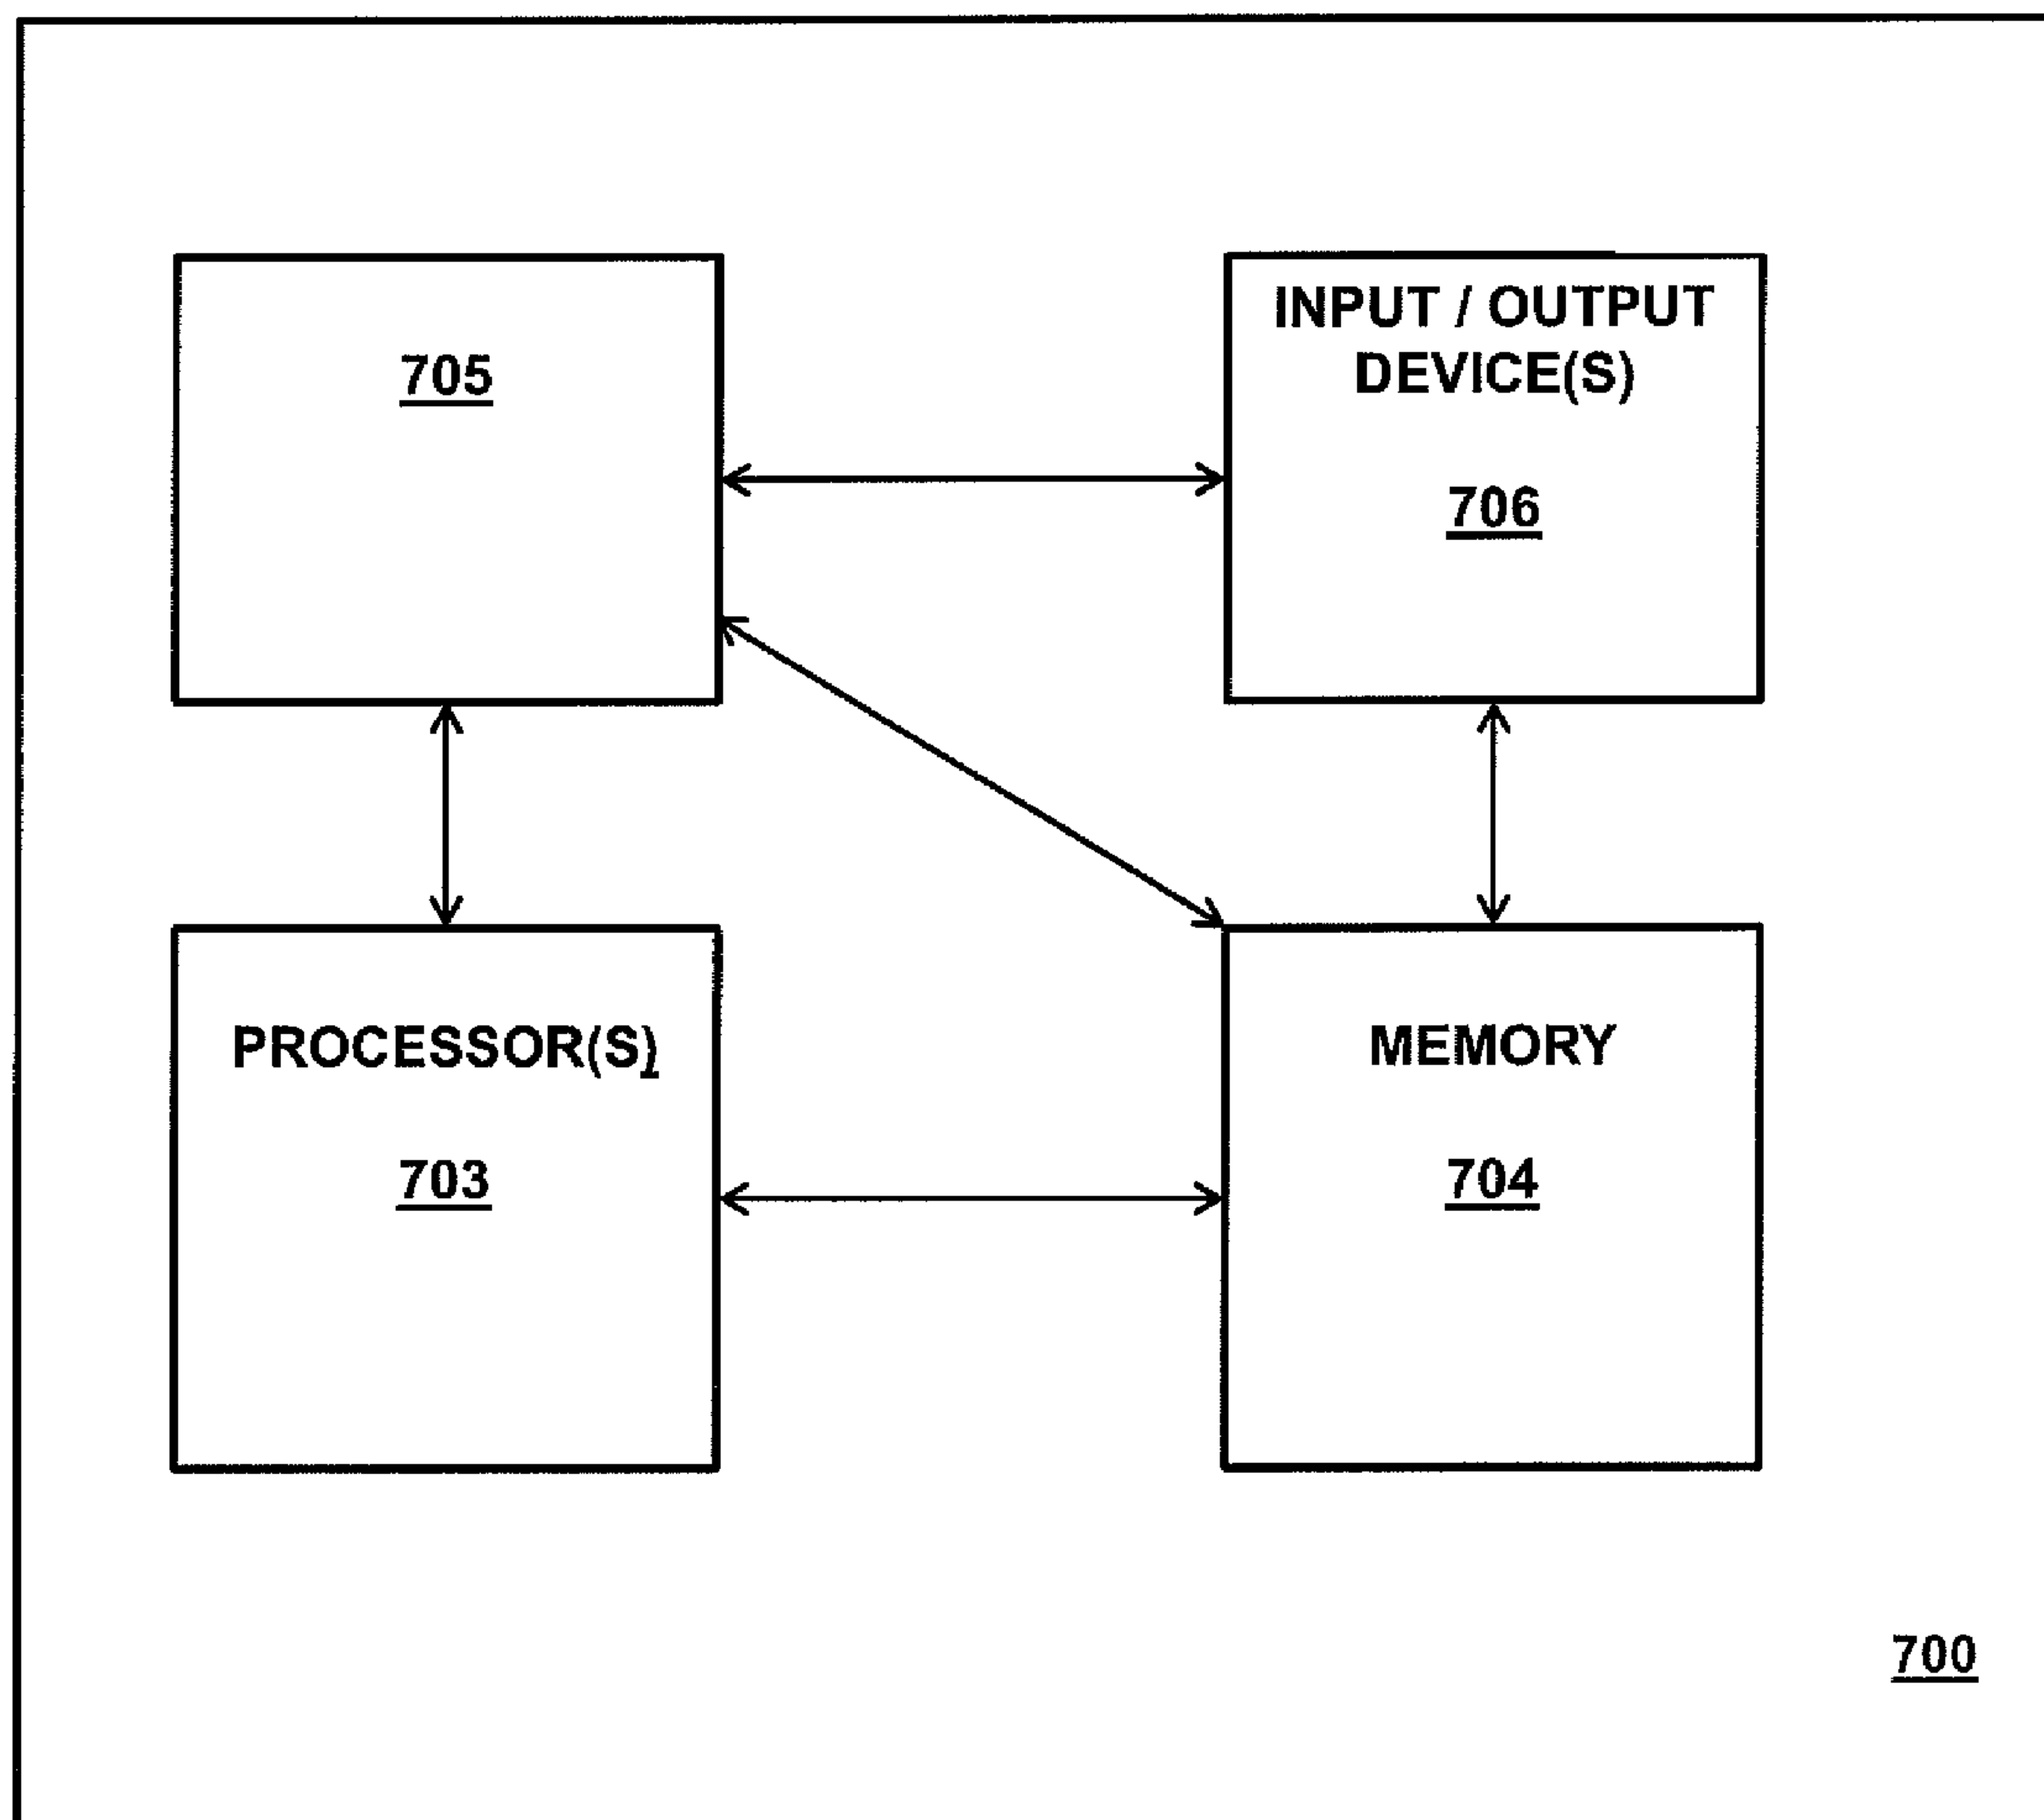 705
INPUT / OUTPUT
DEVICE(S)
706
PROCESSOR(S)
703
MEMORY
704
700